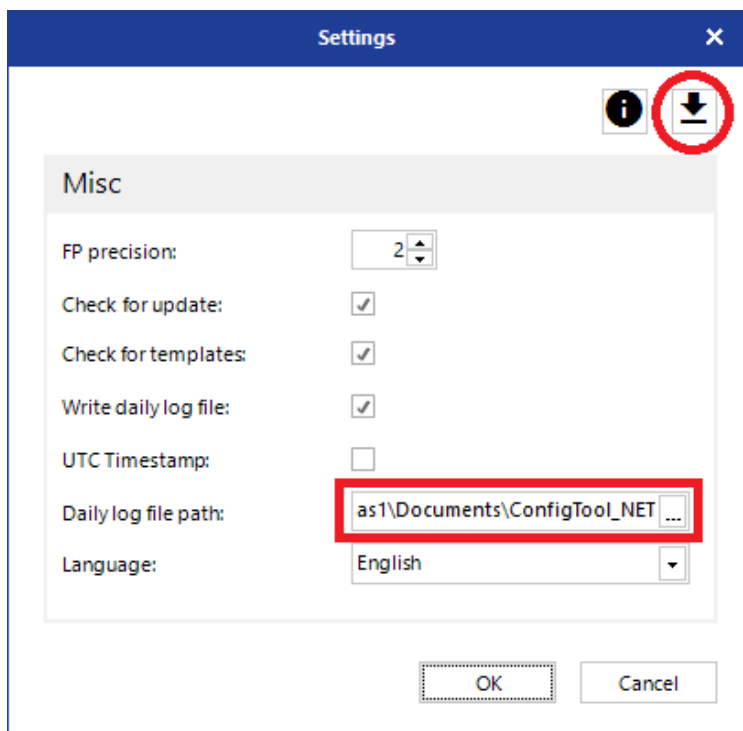 Settings
Misc
FP precision: 2
Check for update:
Check for templates:
Write daily log file:
UTC Timestamp:
Daily log file path: as1\Documents\ConfigTool_NET ...
Language: English
OK Cancel